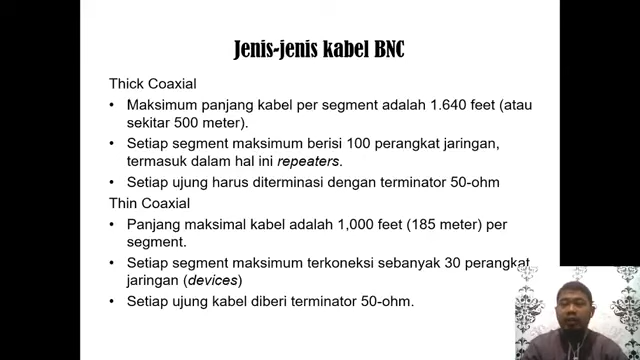 Jenis-jenis kabel BNC
Thick Coaxial
• Maksimum panjang kabel per segment adalah 1.640 feet (atau
sekitar 500 meter).
• Setiap segment maksimum berisi 100 perangkat jaringan,
termasuk dalam hal ini repeaters.
• Setiap ujung harus diterminasi dengan terminator 50-ohm
Thin Coaxial
• Panjang maksimal kabel adalah 1,000 feet (185 meter) per
segment.
• Setiap segment maksimum terkoneksi sebanyak 30 perangkat
jaringan (devices)
• Setiap ujung kabel diberi terminator 50-ohm.